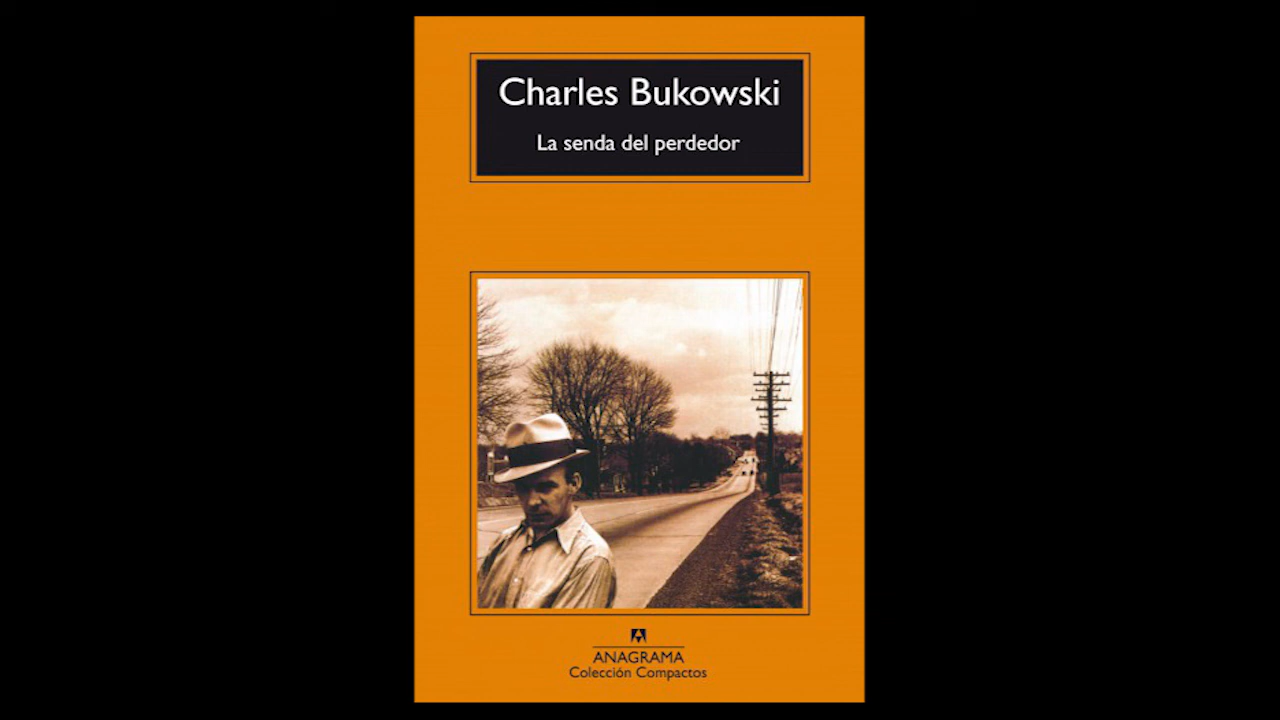 Charles Bukowski
La senda del perdedor
ANAGRAMA
Colección Compactos